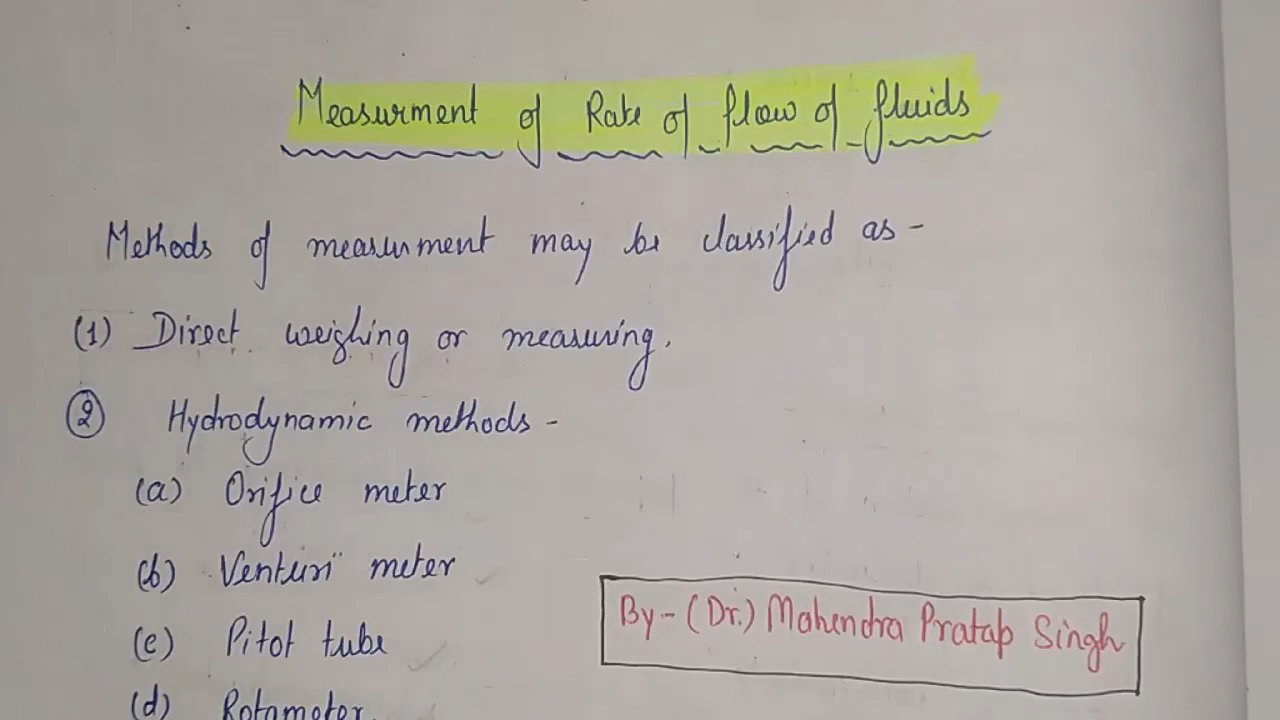 Measurment of Rate of flow of fluids
Methods of measurment may be classified as -
(1) Direct weighing or measuring.
② Hydrodynamic methods -
(a) Orifice meter
(b) Venturi meter
(c) Pitot tube
By - (Dr.) Mahendra Pratap Singh
(d) Rotameter.